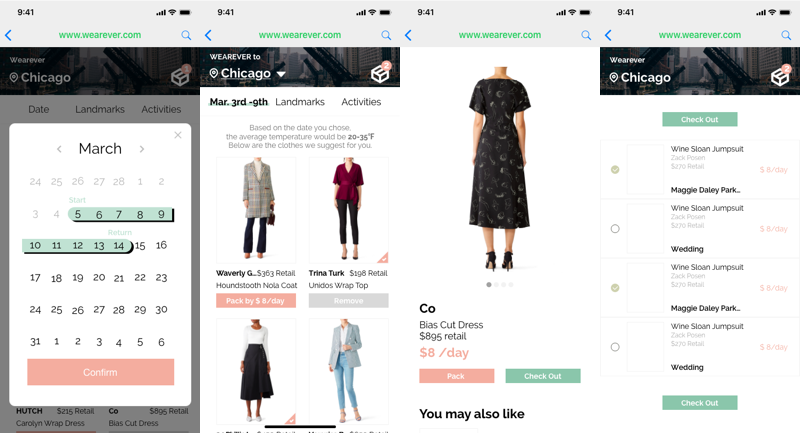 9:41
www.wearever.com
Wearever
Chicago
Date Landmarks Activities
March
24 25 26 27 28 1 2
Start
3 4 5 6 7 8 9
Return
10 11 12 13 14 15 16
17 18 19 20 21 22 23
24 25 26 27 28 29 30
31 1 2 3 4 5 6
Confirm
HUTCH $215 Retail Co $895 Retail
Carolyn Wrap Dress Bias Cut Dress
9:41
www.wearever.com
WEAREVER to
Chicago
Mar. 3rd -9th Landmarks Activities
Based on the date you chose,
the average temperature would be 20-35°F
Below are the clothes we suggest for you.
Waverly G... $363 Retail Trina Turk $198 Retail
Houndstooth Nola Coat Unidos Wrap Top
Pack by $ 8/day Remove
9:41
www.wearever.com
Co
Bias Cut Dress
$895 retail
$8 /day
Pack Check Out
You may also like
9:41
www.wearever.com
Wearever
Chicago
Check Out
Wine Sloan Jumpsuit
Zack Posen
$270 Retail
$ 8/day
Maggie Daley Park...
Wine Sloan Jumpsuit
Zack Posen
$270 Retail
$ 8/day
Wedding
Wine Sloan Jumpsuit
Zack Posen
$270 Retail
$ 8/day
Maggie Daley Park...
Wine Sloan Jumpsuit
Zack Posen
$270 Retail
$ 8/day
Wedding
Check Out